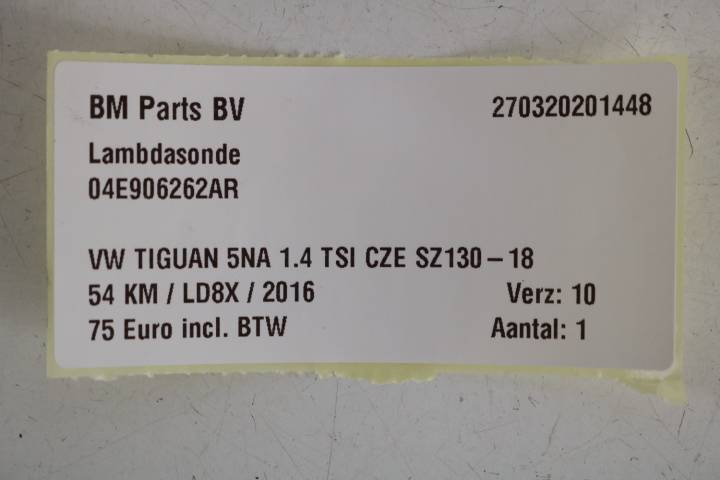 BM Parts BV 270320201448
Lambdasonde
04E906262AR
VW TIGUAN 5NA 1.4 TSI CZE SZ130-18
54 KM / LD8X / 2016 Verz: 10
75 Euro incl. BTW Aantal: 1